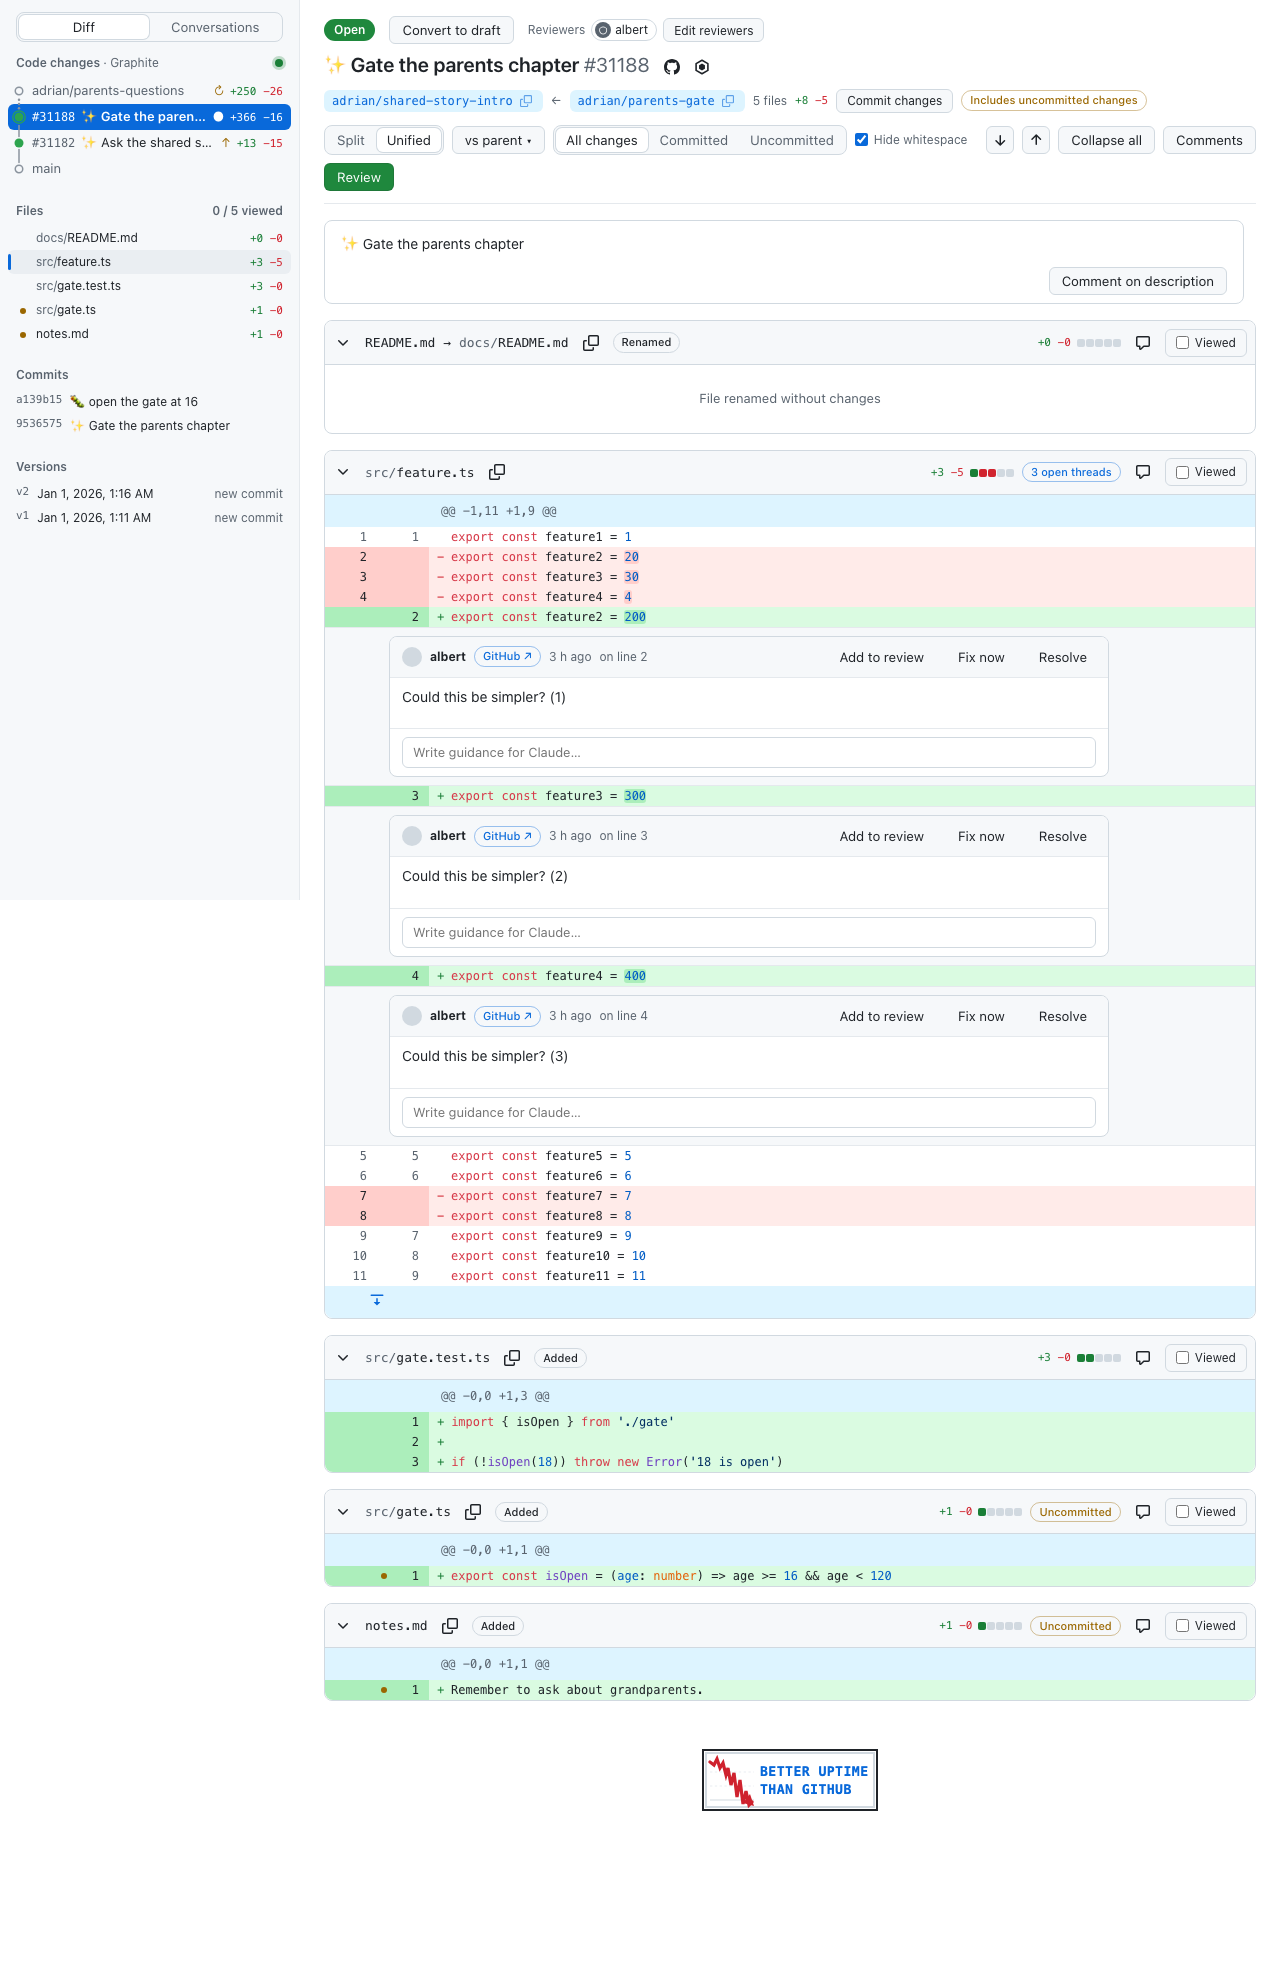 Diff Conversations
Code changes · Graphite
adrian/parents-questions +250 −26
#31188 ✨ Gate the paren... +366 −16
#31182 ✨ Ask the shared s... ↑ +13 −15
main
Files 0 / 5 viewed
docs/README.md +0 −0
src/feature.ts +3 −5
src/gate.test.ts +3 −0
src/gate.ts +1 −0
notes.md +1 −0
Commits
a139b15 🐛 open the gate at 16
9536575 ✨ Gate the parents chapter
Versions
v2 Jan 1, 2026, 1:16 AM new commit
v1 Jan 1, 2026, 1:11 AM new commit
Open Convert to draft Reviewers albert Edit reviewers
✨ Gate the parents chapter #31188
adrian/shared-story-intro ← adrian/parents-gate 5 files +8 −5 Commit changes Includes uncommitted changes
Split Unified vs parent ▾ All changes Committed Uncommitted Hide whitespace ↓ ↑ Collapse all Comments
Review
✨ Gate the parents chapter
Comment on description
README.md → docs/README.md Renamed +0 −0 Viewed
File renamed without changes
src/feature.ts +3 −5 3 open threads Viewed
@@ −1,11 +1,9 @@
1 1 export const feature1 = 1
2 − export const feature2 = 20
3 − export const feature3 = 30
4 − export const feature4 = 4
2 + export const feature2 = 200
albert GitHub ↗ 3 h ago on line 2 Add to review Fix now Resolve
Could this be simpler? (1)
Write guidance for Claude...
3 + export const feature3 = 300
albert GitHub ↗ 3 h ago on line 3 Add to review Fix now Resolve
Could this be simpler? (2)
Write guidance for Claude...
4 + export const feature4 = 400
albert GitHub ↗ 3 h ago on line 4 Add to review Fix now Resolve
Could this be simpler? (3)
Write guidance for Claude...
5 5 export const feature5 = 5
6 6 export const feature6 = 6
7 − export const feature7 = 7
8 − export const feature8 = 8
9 7 export const feature9 = 9
10 8 export const feature10 = 10
11 9 export const feature11 = 11
src/gate.test.ts Added +3 −0 Viewed
@@ −0,0 +1,3 @@
1 + import { isOpen } from './gate'
2 +
3 + if (!isOpen(18)) throw new Error('18 is open')
src/gate.ts Added +1 −0 Uncommitted Viewed
@@ −0,0 +1,1 @@
1 + export const isOpen = (age: number) => age >= 16 && age < 120
notes.md Added +1 −0 Uncommitted Viewed
@@ −0,0 +1,1 @@
1 + Remember to ask about grandparents.
BETTER UPTIME
THAN GITHUB